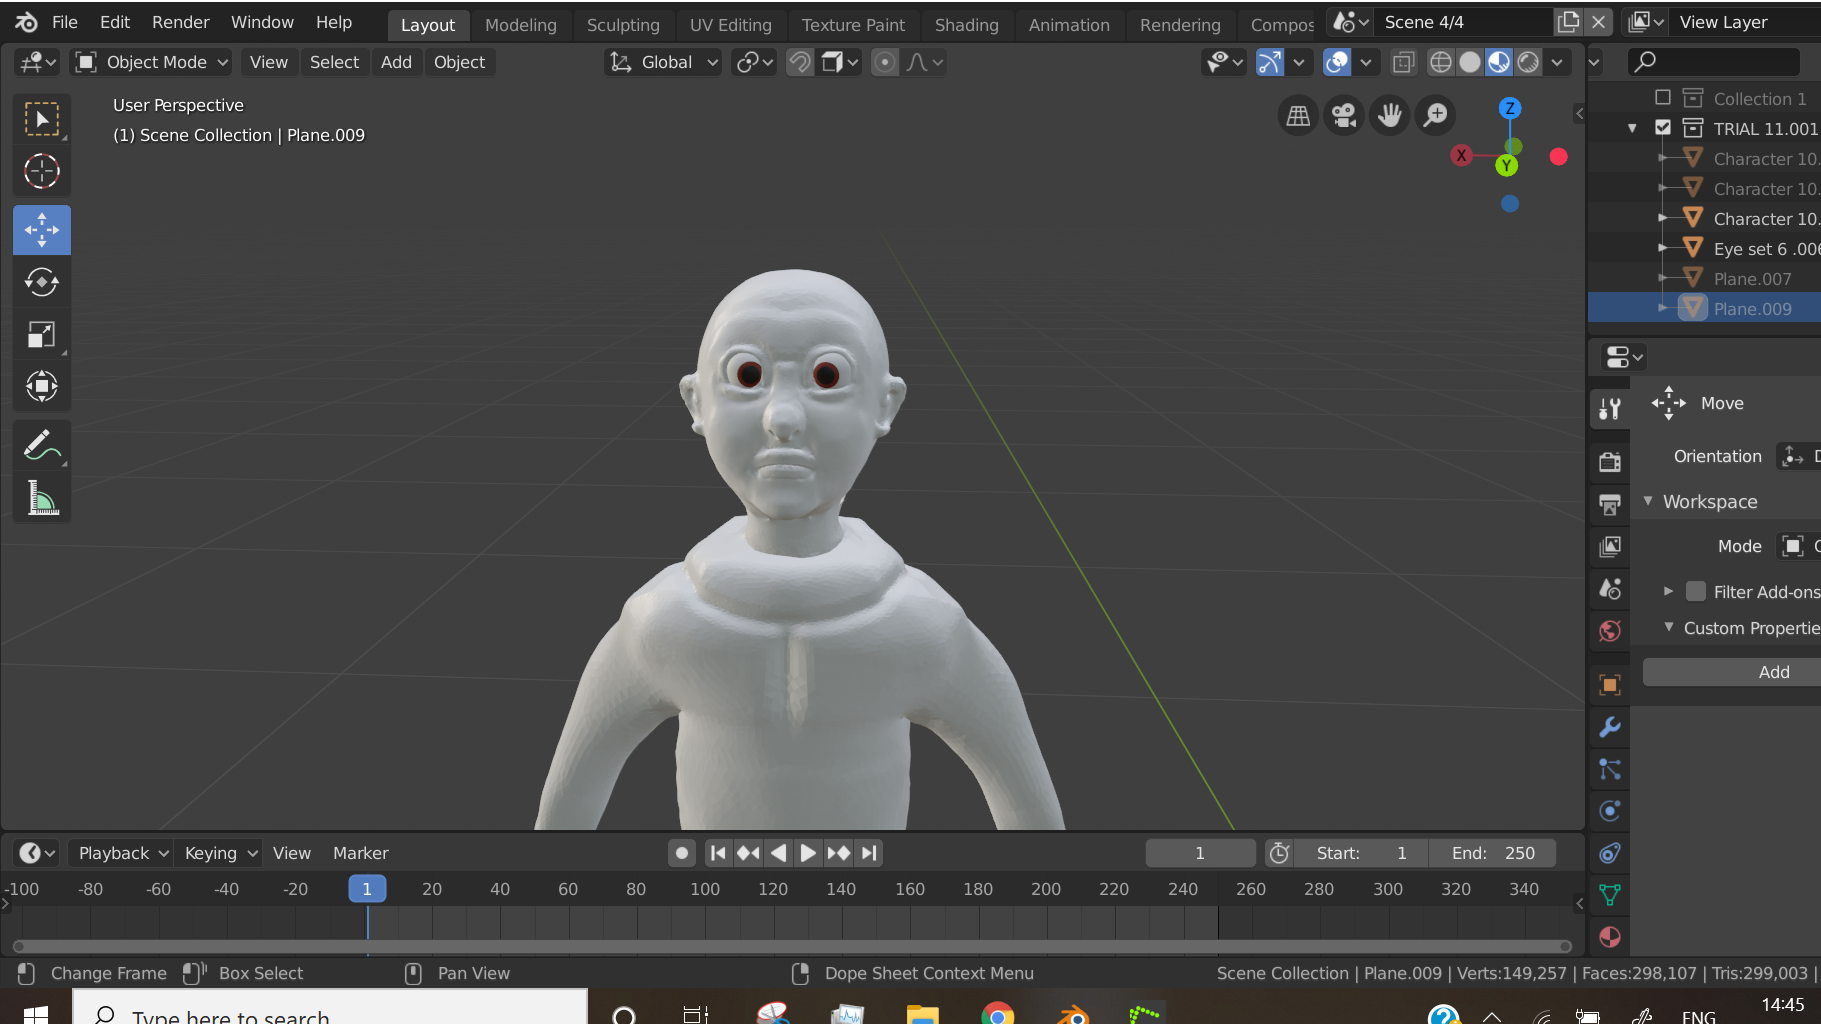 File Edit Render Window Help Layout Modeling Sculpting UV Editing Texture Paint Shading Animation Rendering Compos Scene 4/4 View Layer
Object Mode View Select Add Object Global
User Perspective
(1) Scene Collection | Plane.009
Z
X
Y
Collection 1
TRIAL 11.001
Character 10.
Character 10.
Character 10.
Eye set 6 .006
Plane.007
Plane.009
Move
Orientation
Workspace
Mode
Filter Add-ons
Custom Propertie
Add
Playback Keying View Marker 1 Start: 1 End: 250
-100 -80 -60 -40 -20 1 20 40 60 80 100 120 140 160 180 200 220 240 260 280 300 320 340
Change Frame Box Select Pan View Dope Sheet Context Menu Scene Collection | Plane.009 | Verts:149,257 | Faces:298,107 | Tris:299,003 |
Type here to search ENG 14:45